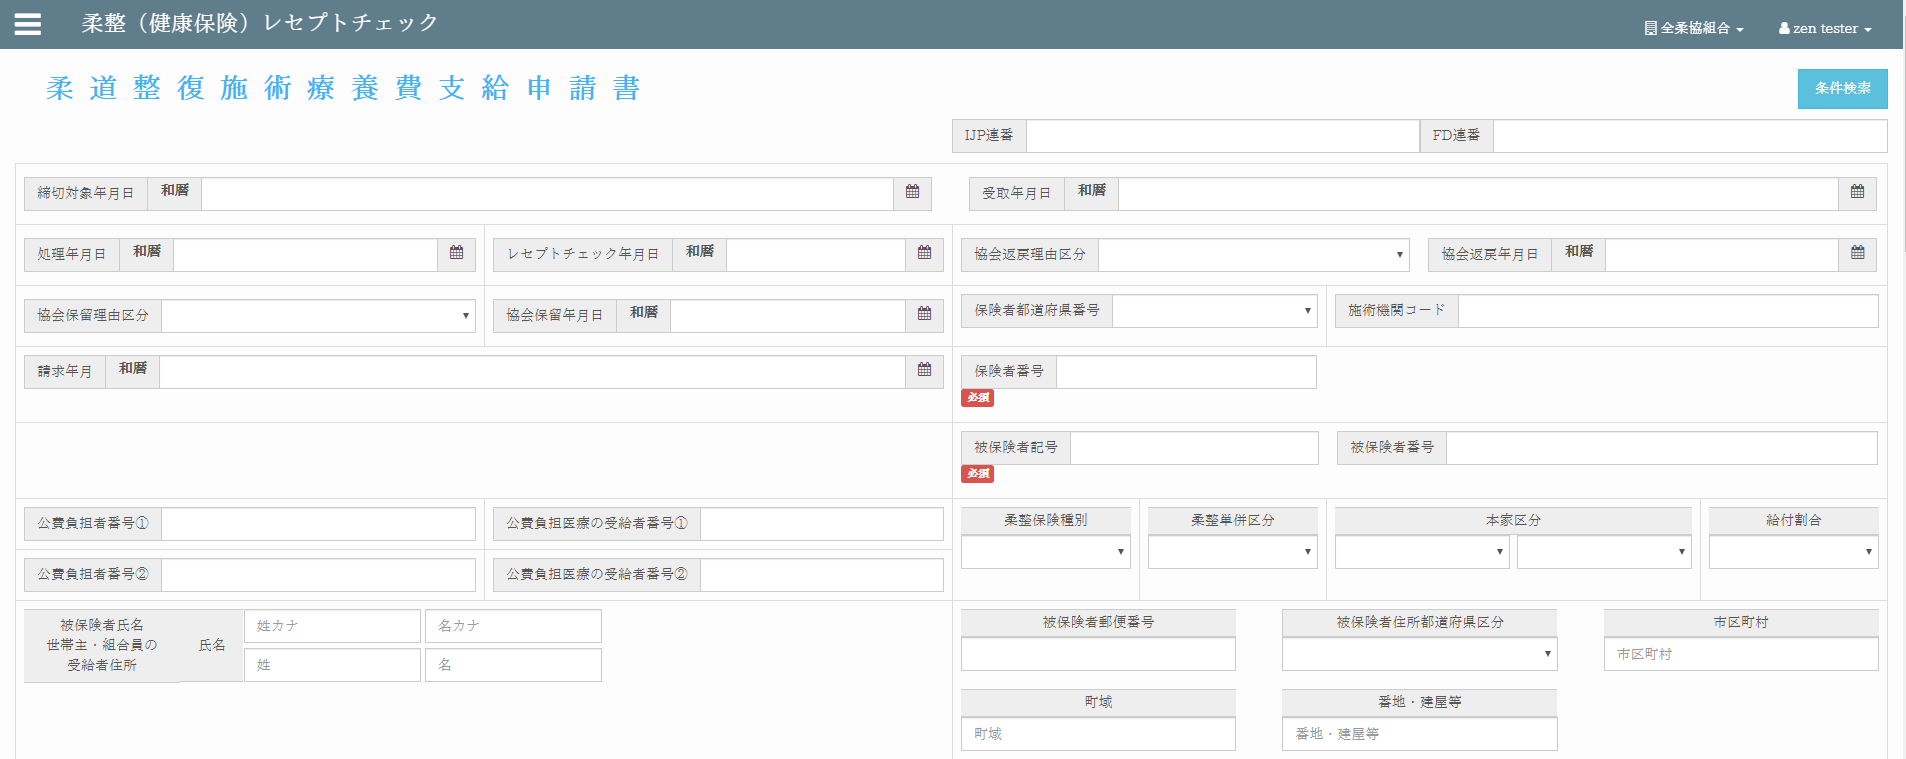 柔整（健康保険）レセプトチェック
全柔協組合 zen tester
柔道整復施術療養費支給申請書
条件検索
IJP連番 FD連番
締切対象年月日 和暦 受取年月日 和暦
処理年月日 和暦 レセプトチェック年月日 和暦 協会返戻理由区分 協会返戻年月日 和暦
協会保留理由区分 協会保留年月日 和暦 保険者都道府県番号 施術機関コード
請求年月 和暦 保険者番号
必須
被保険者記号 被保険者番号
必須
公費負担者番号① 公費負担医療の受給者番号① 柔整保険種別 柔整単併区分 本家区分 給付割合
公費負担者番号② 公費負担医療の受給者番号②
被保険者氏名
世帯主・組合員の
受給者住所
氏名
姓カナ 名カナ
姓 名
被保険者郵便番号 被保険者住所都道府県区分 市区町村
市区町村
町域 番地・建屋等
町域 番地・建屋等